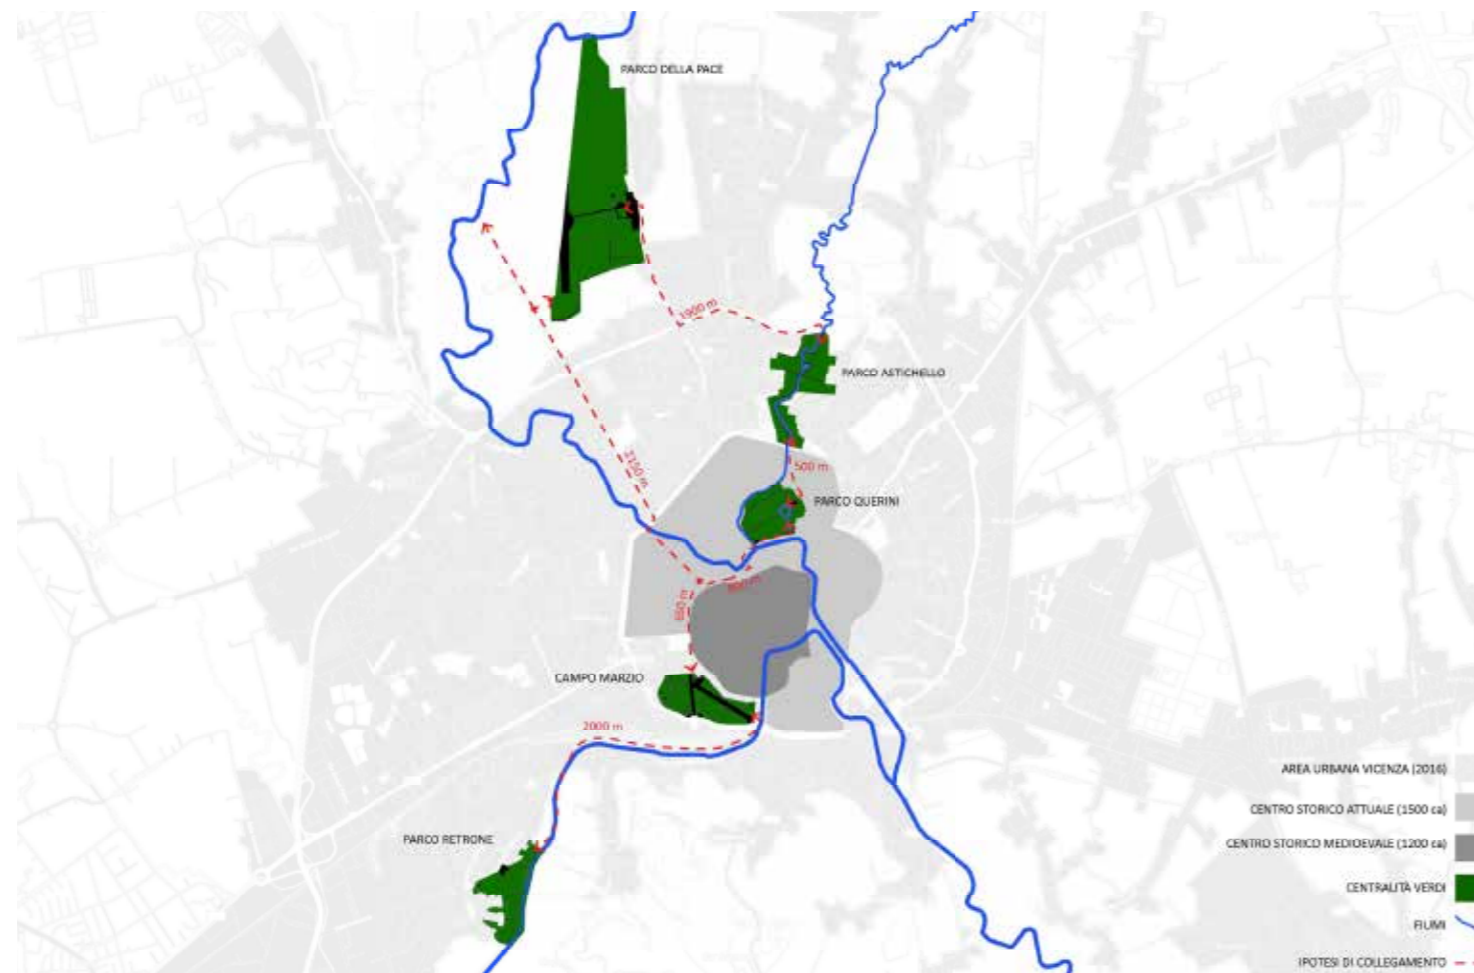 PARCO DELLA PACE
1900 m
PARCO ASTICHELLO
2150 m
500 m
PARCO QUERINI
CAMPO MARZIO
2000 m
PARCO RETRONE
AREA URBANA VICENZA (2016)
CENTRO STORICO ATTUALE (1500 ca)
CENTRO STORICO MEDIOEVALE (1200 ca)
CENTRALITÀ VERDI
FIUMI
IPOTESI DI COLLEGAMENTO